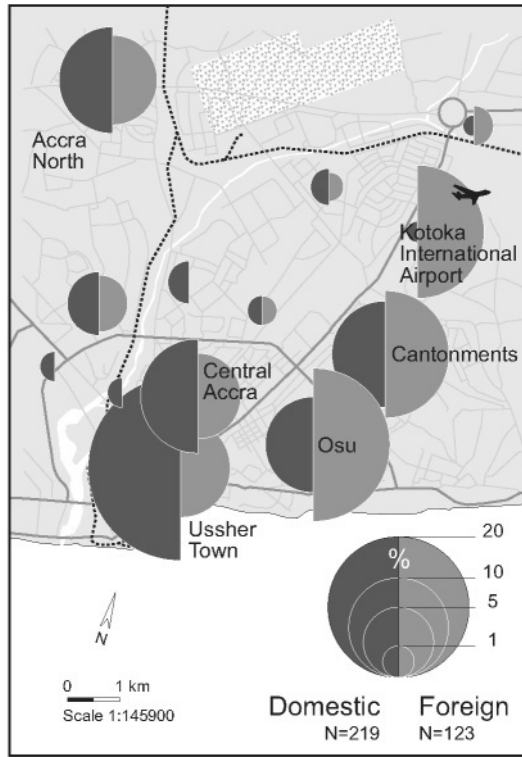 Accra
North
Kotoka
International
Airport
Cantonments
Central
Accra
Osu
Ussher
Town
N
0 1 km
Scale 1:145900
%
20
10
5
1
Domestic Foreign
N=219 N=123